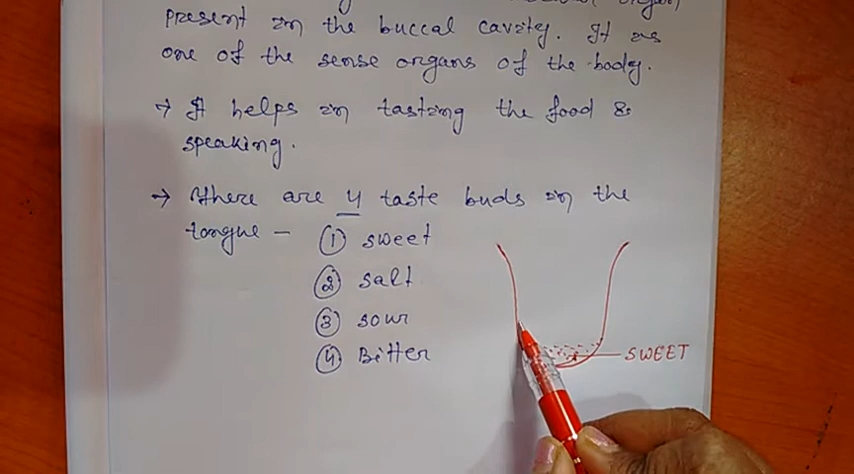 organ
present in the buccal cavity. It is
one of the sense organs of the body.
→ It helps in tasting the food &
speaking.
→ There are 4 taste buds in the
tongue – ① sweet
② salt
③ sour
④ Bitter
SWEET